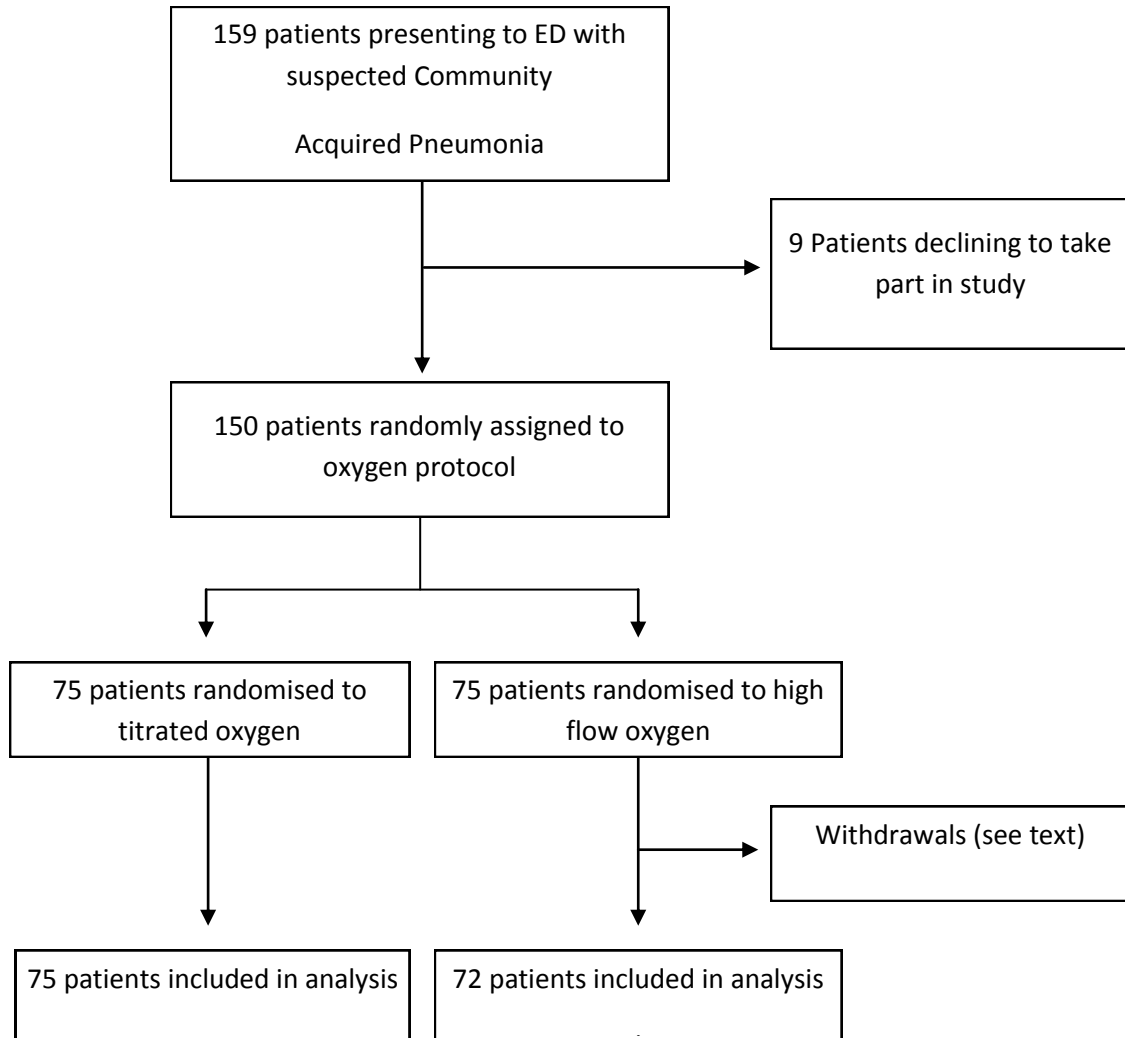 159 patients presenting to ED with
suspected Community
Acquired Pneumonia
9 Patients declining to take
part in study
150 patients randomly assigned to
oxygen protocol
75 patients randomised to
titrated oxygen
75 patients randomised to high
flow oxygen
Withdrawals (see text)
75 patients included in analysis
72 patients included in analysis